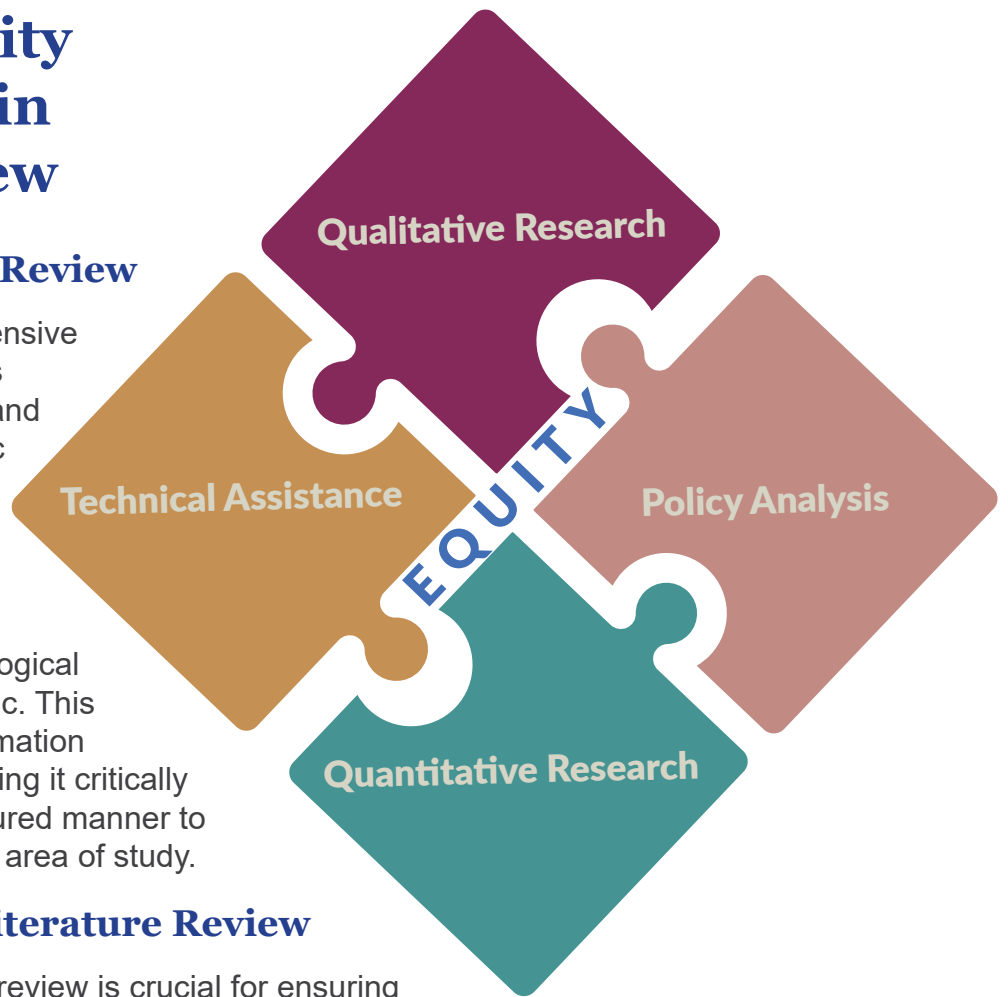 ity
in
ew
Review
ensive
s
and
c
ogical
c. This
mation
ing it critically
ured manner to
area of study.
iterature Review
review is crucial for ensuring
Qualitative Research
Technical Assistance
EQUITY
Policy Analysis
Quantitative Research